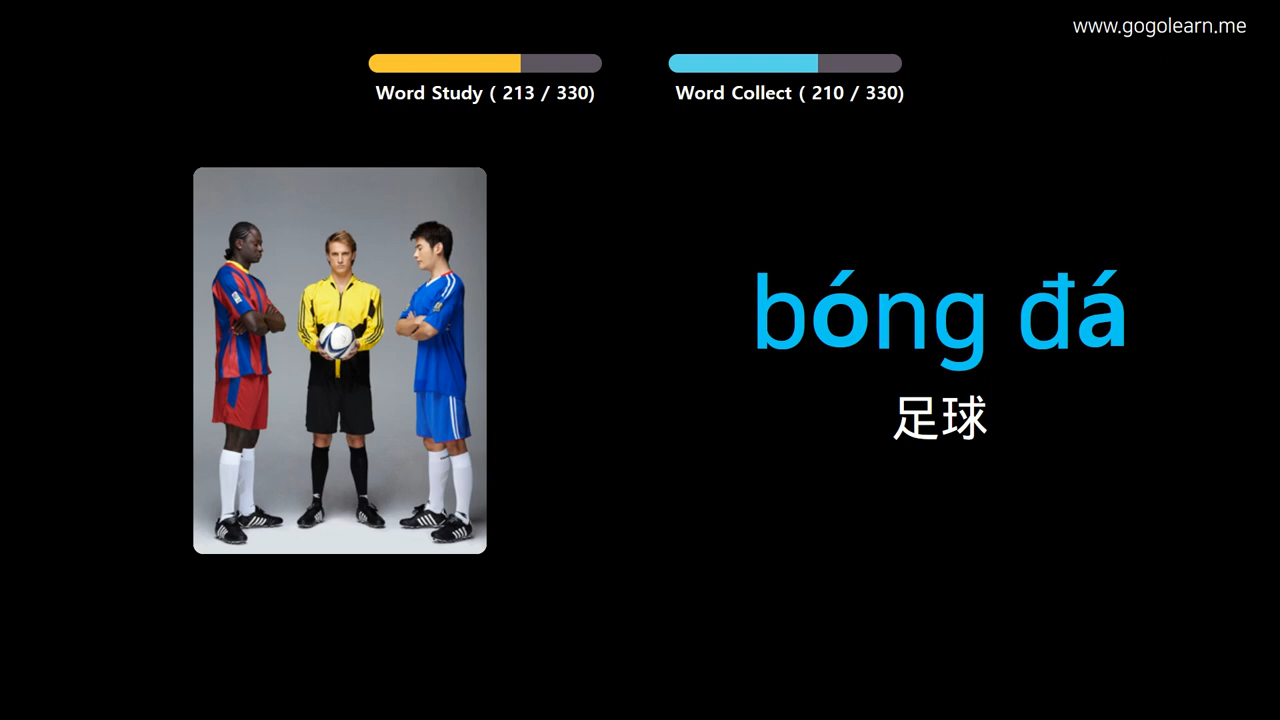 www.gogolearn.me
Word Study ( 213 / 330)
Word Collect ( 210 / 330)
bóng đá
足球